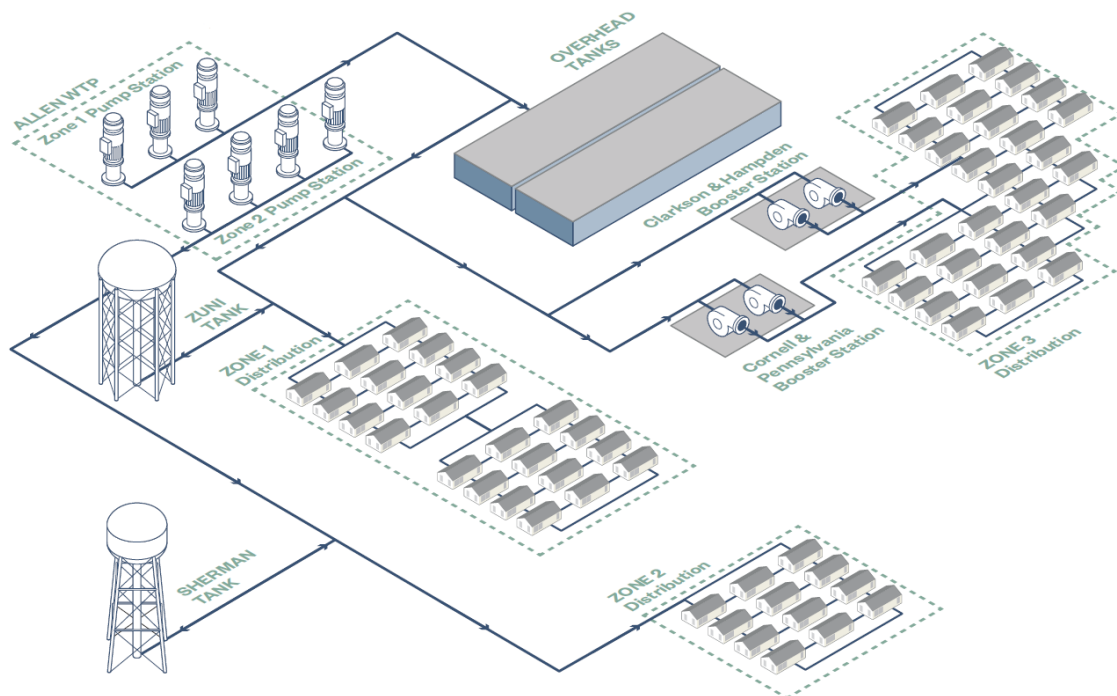 ALLEN WTP
Zone 1 Pump Station
Zone 2 Pump Station
OVERHEAD
TANKS
Clarkson & Hampden
Booster Station
Cornell &
Pennsylvania
Booster Station
ZONE 3
Distribution
ZUNI
TANK
ZONE 1
Distribution
SHERMAN
TANK
ZONE 2
Distribution